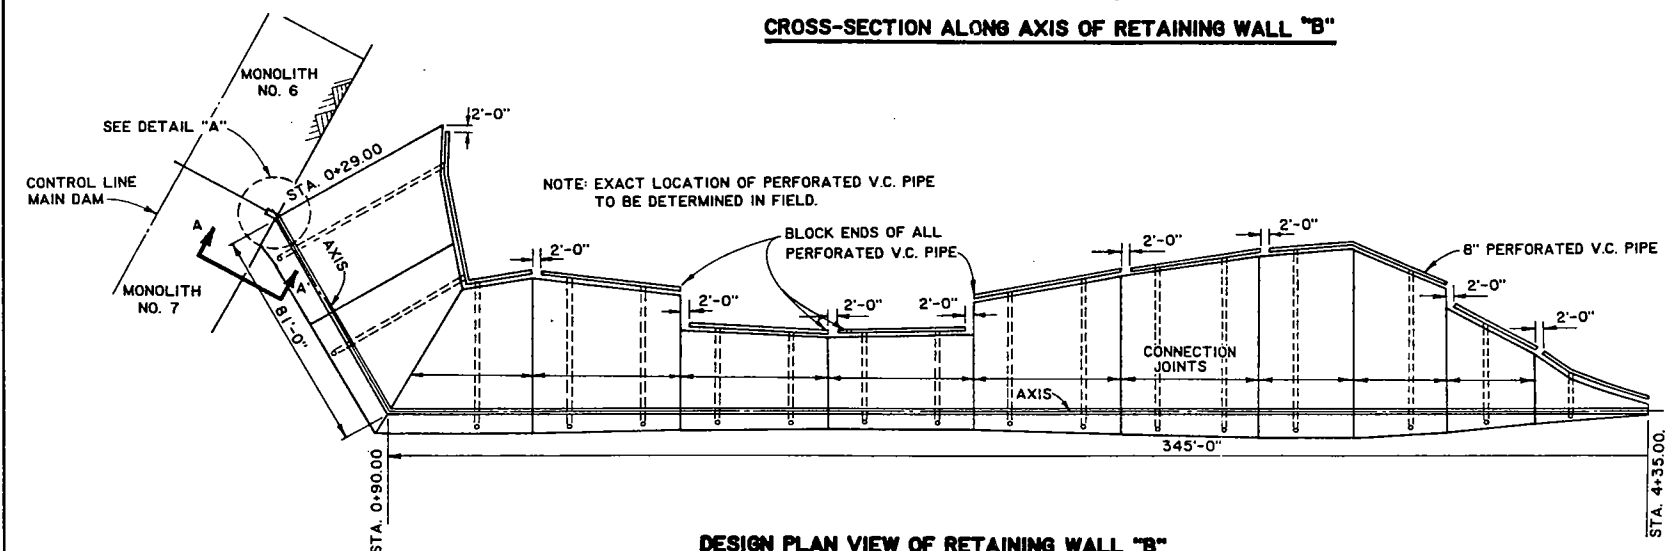 CROSS-SECTION ALONG AXIS OF RETAINING WALL "B"
MONOLITH
NO. 6
SEE DETAIL "A"
2'-0"
STA. 0+29.00
CONTROL LINE
MAIN DAM
NOTE: EXACT LOCATION OF PERFORATED V.C. PIPE
TO BE DETERMINED IN FIELD.
A
AXIS
A'
MONOLITH
NO. 7
81'-0"
2'-0"
BLOCK ENDS OF ALL
PERFORATED V.C. PIPE
2'-0"
2'-0"
2'-0"
2'-0"
2'-0"
8" PERFORATED V.C. PIPE
2'-0"
2'-0"
CONNECTION
JOINTS
AXIS
345'-0"
STA. 0+90.00
STA. 4+35.00.
DESIGN PLAN VIEW OF RETAINING WALL "B"